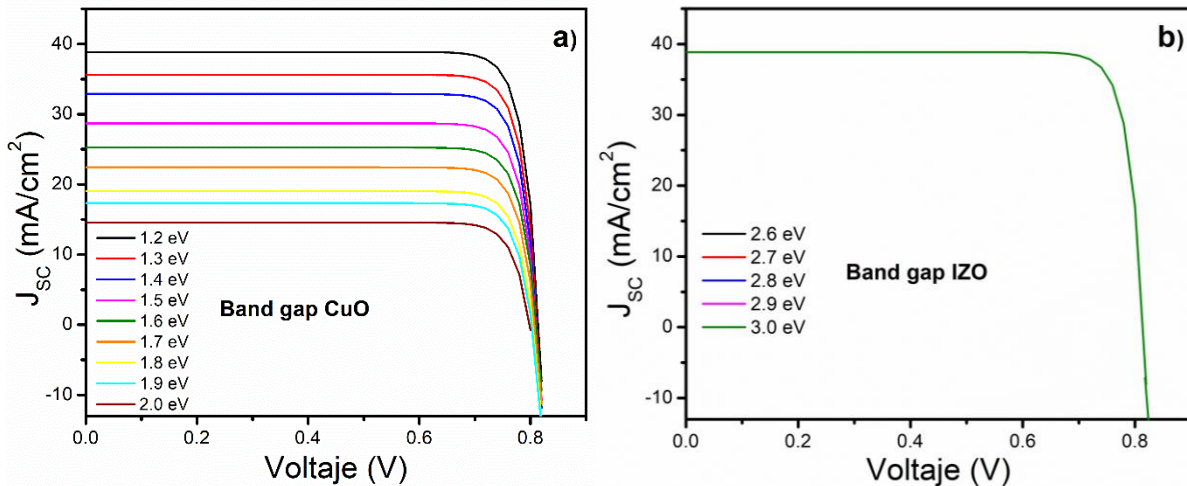 a)
40
30
20
10
0
-10
J_SC (mA/cm²)
1.2 eV
1.3 eV
1.4 eV
1.5 eV
1.6 eV
1.7 eV
1.8 eV
1.9 eV
2.0 eV
Band gap CuO
0.0 0.2 0.4 0.6 0.8
Voltaje (V)
b)
40
30
20
10
0
-10
J_SC (mA/cm²)
2.6 eV
2.7 eV
2.8 eV
2.9 eV
3.0 eV
Band gap IZO
0.0 0.2 0.4 0.6 0.8
Voltaje (V)